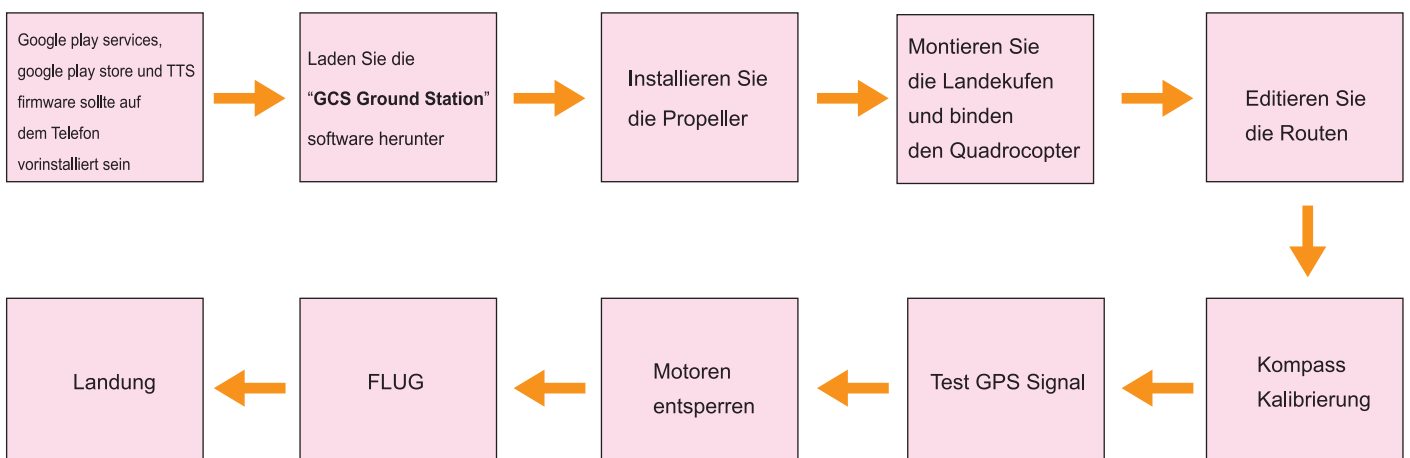 Google play services,
google play store und TTS
firmware sollte auf
dem Telefon
vorinstalliert sein
Laden Sie die
“GCS Ground Station”
software herunter
Installieren Sie
die Propeller
Montieren Sie
die Landekufen
und binden
den Quadrocopter
Editieren Sie
die Routen
Kompass
Kalibrierung
Test GPS Signal
Motoren
entsperren
FLUG
Landung